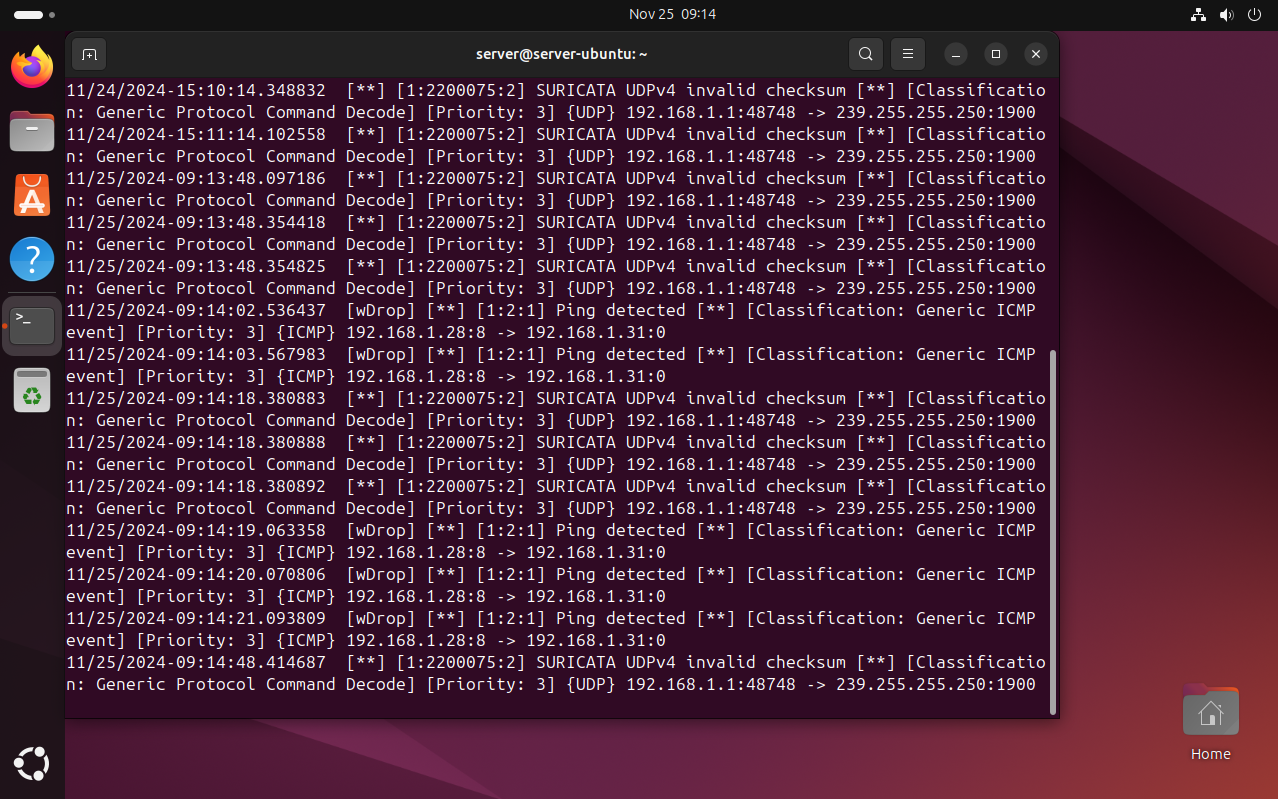 Nov 25 09:14
server@server-ubuntu: ~
11/24/2024-15:10:14.348832  [**] [1:2200075:2] SURICATA UDPv4 invalid checksum [**] [Classificatio
n: Generic Protocol Command Decode] [Priority: 3] {UDP} 192.168.1.1:48748 -> 239.255.255.250:1900
11/24/2024-15:11:14.102558  [**] [1:2200075:2] SURICATA UDPv4 invalid checksum [**] [Classificatio
n: Generic Protocol Command Decode] [Priority: 3] {UDP} 192.168.1.1:48748 -> 239.255.255.250:1900
11/25/2024-09:13:48.097186  [**] [1:2200075:2] SURICATA UDPv4 invalid checksum [**] [Classificatio
n: Generic Protocol Command Decode] [Priority: 3] {UDP} 192.168.1.1:48748 -> 239.255.255.250:1900
11/25/2024-09:13:48.354418  [**] [1:2200075:2] SURICATA UDPv4 invalid checksum [**] [Classificatio
n: Generic Protocol Command Decode] [Priority: 3] {UDP} 192.168.1.1:48748 -> 239.255.255.250:1900
11/25/2024-09:13:48.354825  [**] [1:2200075:2] SURICATA UDPv4 invalid checksum [**] [Classificatio
n: Generic Protocol Command Decode] [Priority: 3] {UDP} 192.168.1.1:48748 -> 239.255.255.250:1900
11/25/2024-09:14:02.536437  [wDrop] [**] [1:2:1] Ping detected [**] [Classification: Generic ICMP
event] [Priority: 3] {ICMP} 192.168.1.28:8 -> 192.168.1.31:0
11/25/2024-09:14:03.567983  [wDrop] [**] [1:2:1] Ping detected [**] [Classification: Generic ICMP
event] [Priority: 3] {ICMP} 192.168.1.28:8 -> 192.168.1.31:0
11/25/2024-09:14:18.380883  [**] [1:2200075:2] SURICATA UDPv4 invalid checksum [**] [Classificatio
n: Generic Protocol Command Decode] [Priority: 3] {UDP} 192.168.1.1:48748 -> 239.255.255.250:1900
11/25/2024-09:14:18.380888  [**] [1:2200075:2] SURICATA UDPv4 invalid checksum [**] [Classificatio
n: Generic Protocol Command Decode] [Priority: 3] {UDP} 192.168.1.1:48748 -> 239.255.255.250:1900
11/25/2024-09:14:18.380892  [**] [1:2200075:2] SURICATA UDPv4 invalid checksum [**] [Classificatio
n: Generic Protocol Command Decode] [Priority: 3] {UDP} 192.168.1.1:48748 -> 239.255.255.250:1900
11/25/2024-09:14:19.063358  [wDrop] [**] [1:2:1] Ping detected [**] [Classification: Generic ICMP
event] [Priority: 3] {ICMP} 192.168.1.28:8 -> 192.168.1.31:0
11/25/2024-09:14:20.070806  [wDrop] [**] [1:2:1] Ping detected [**] [Classification: Generic ICMP
event] [Priority: 3] {ICMP} 192.168.1.28:8 -> 192.168.1.31:0
11/25/2024-09:14:21.093809  [wDrop] [**] [1:2:1] Ping detected [**] [Classification: Generic ICMP
event] [Priority: 3] {ICMP} 192.168.1.28:8 -> 192.168.1.31:0
11/25/2024-09:14:48.414687  [**] [1:2200075:2] SURICATA UDPv4 invalid checksum [**] [Classificatio
n: Generic Protocol Command Decode] [Priority: 3] {UDP} 192.168.1.1:48748 -> 239.255.255.250:1900
Home